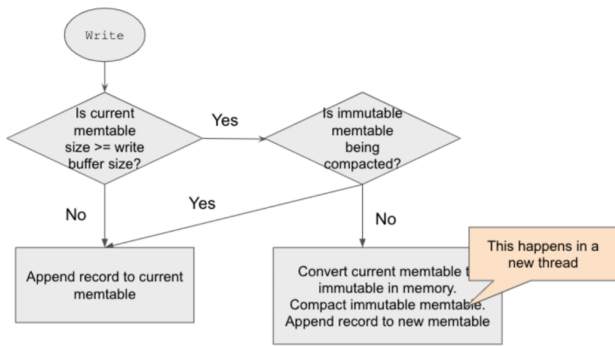 Write
Is current
memtable
size >= write
buffer size?
Yes
Is immutable
memtable
being
compacted?
No
Yes
No
Append record to current
memtable
Convert current memtable t
immutable in memory.
Compact immutable memtable.
Append record to new memtable
This happens in a
new thread